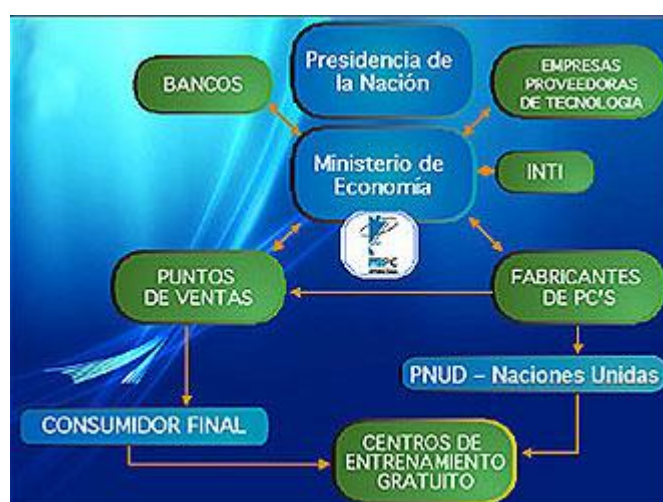 Presidencia de
la Nación
BANCOS
EMPRESAS
PROVEEDORAS
DE TECNOLOGIA
Ministerio de
Economía
INTI
PUNTOS
DE VENTAS
FABRICANTES
DE PC'S
PNUD – Naciones Unidas
CONSUMIDOR FINAL
CENTROS DE
ENTRENAMIENTO
GRATUITO